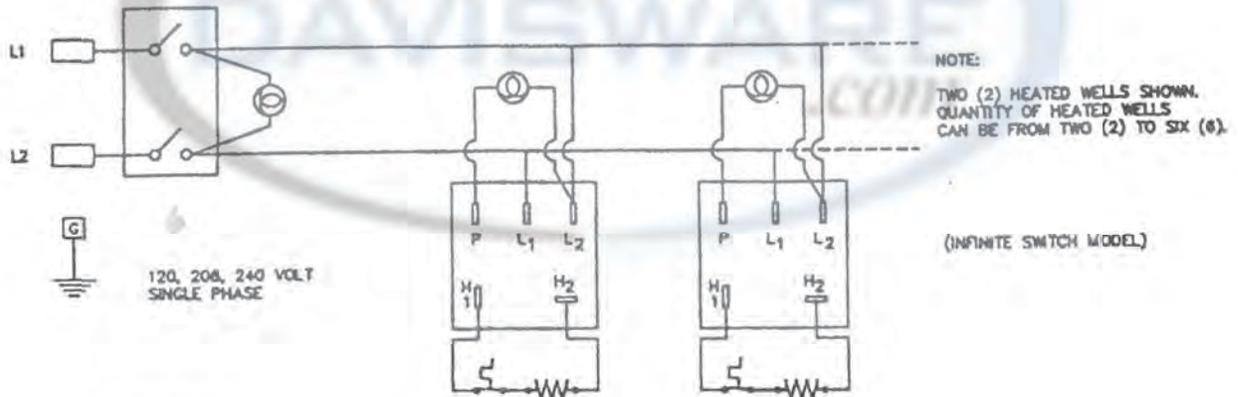 DAVISWARE
.com
L1
L2
G
120, 208, 240 VOLT
SINGLE PHASE
P L1 L2
H1 H2
P L1 L2
H1 H2
NOTE:
TWO (2) HEATED WELLS SHOWN.
QUANTITY OF HEATED WELLS
CAN BE FROM TWO (2) TO SIX (6).
(INFINITE SWITCH MODEL)